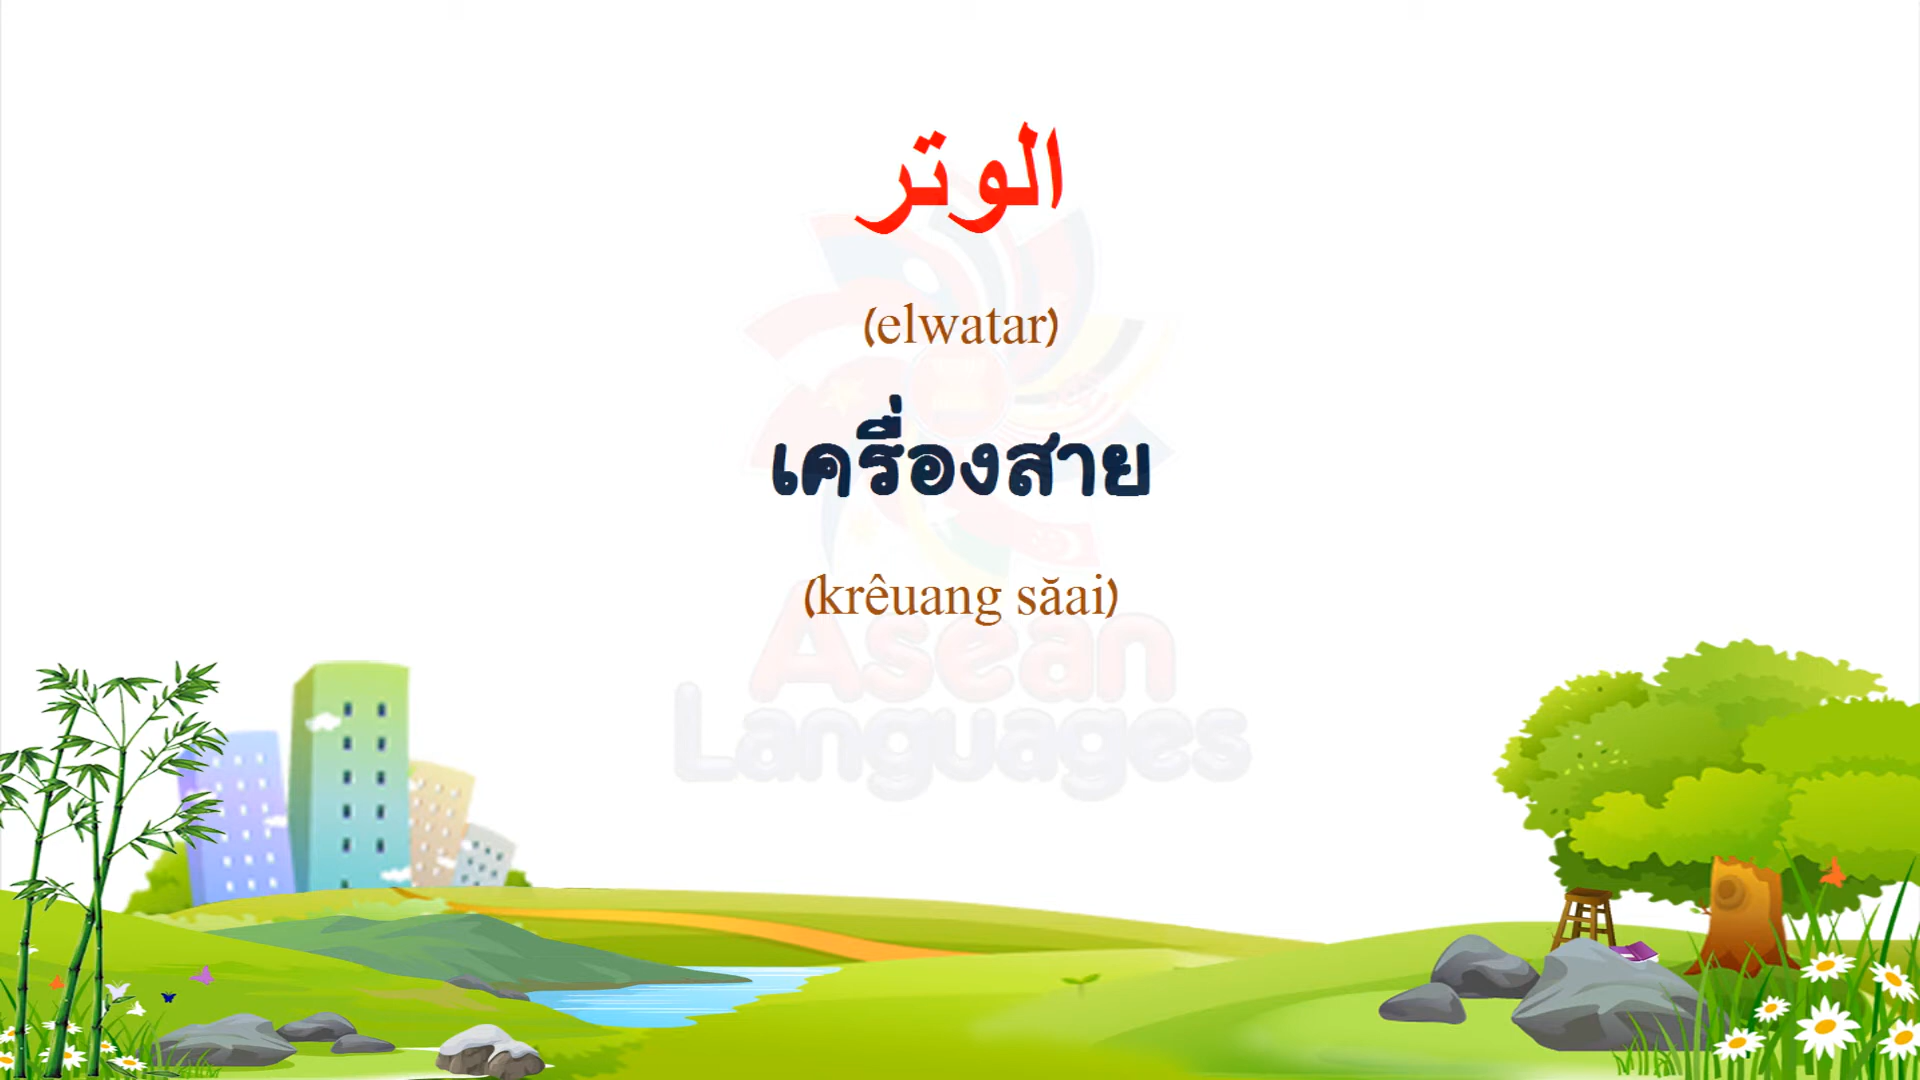 الوتر
(elwatar)
เครื่องสาย
(krêuang săai)
Asean
Languages